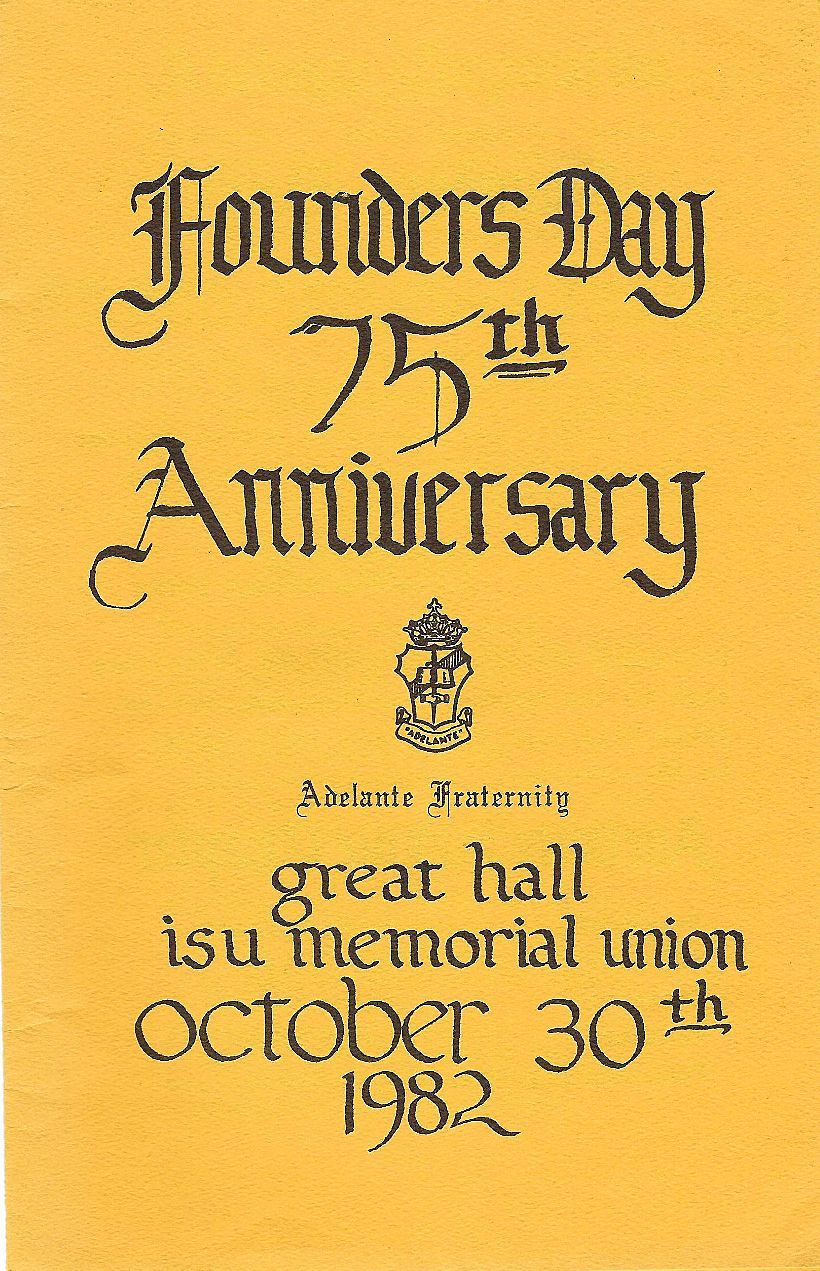 Founders Day
75th
Anniversary
"ADELANTE"
Adelante Fraternity
great hall
isu memorial union
october 30th
1982